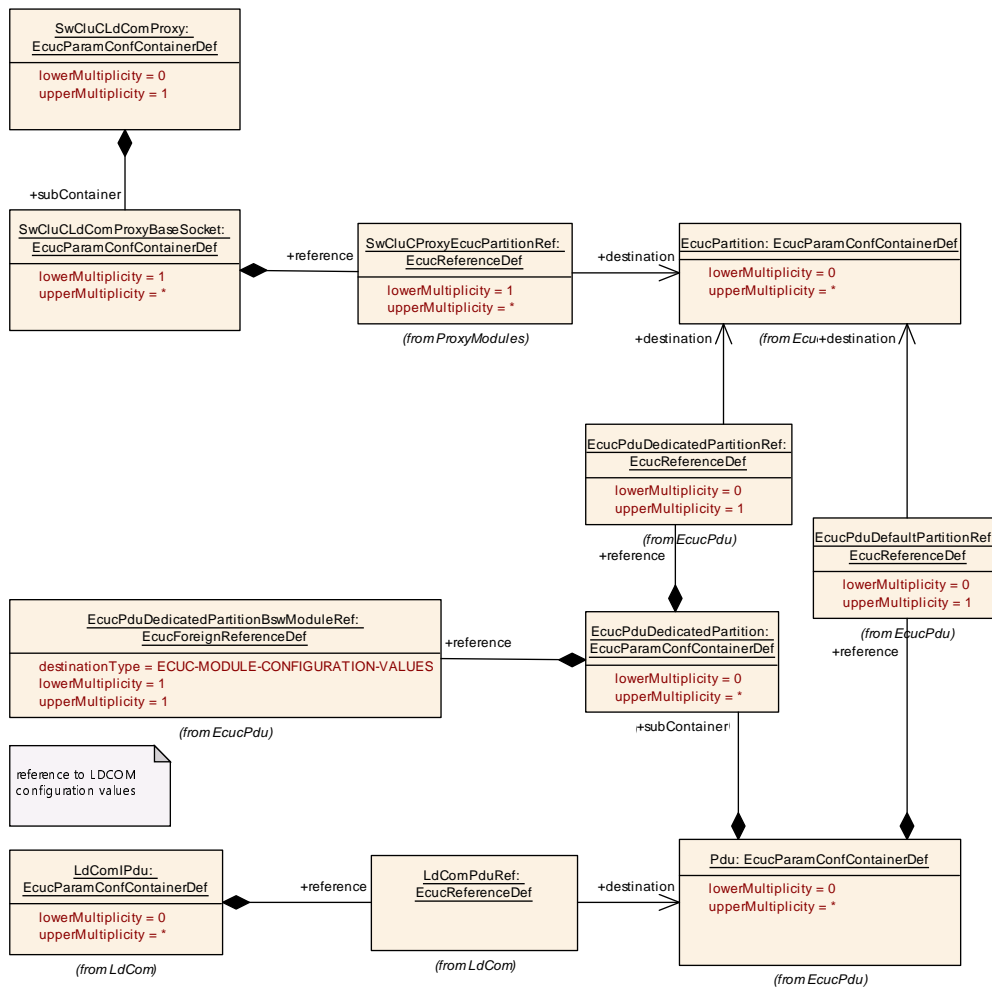 SwCluCLdComProxy:
EcucParamConfContainerDef
lowerMultiplicity = 0
upperMultiplicity = 1
+subContainer
SwCluCLdComProxyBaseSocket:
EcucParamConfContainerDef
lowerMultiplicity = 1
upperMultiplicity = *
+reference
SwCluCProxyEcucPartitionRef:
EcucReferenceDef
lowerMultiplicity = 1
upperMultiplicity = *
(from ProxyModules)
+destination
EcucPartition: EcucParamConfContainerDef
lowerMultiplicity = 0
upperMultiplicity = *
+destination
(from Ecu
+destination
EcucPduDedicatedPartitionRef:
EcucReferenceDef
lowerMultiplicity = 0
upperMultiplicity = 1
(from EcucPdu)
+reference
EcucPduDefaultPartitionRef
EcucReferenceDef
lowerMultiplicity = 0
upperMultiplicity = 1
(from EcucPdu)
+reference
EcucPduDedicatedPartitionBswModuleRef:
EcucForeignReferenceDef
destinationType = ECUC-MODULE-CONFIGURATION-VALUES
lowerMultiplicity = 1
upperMultiplicity = 1
(from EcucPdu)
+reference
EcucPduDedicatedPartition:
EcucParamConfContainerDef
lowerMultiplicity = 0
upperMultiplicity = *
+subContainer
reference to LDCOM
configuration values
LdComIPdu:
EcucParamConfContainerDef
lowerMultiplicity = 0
upperMultiplicity = *
(from LdCom)
+reference
LdComPduRef:
EcucReferenceDef
(from LdCom)
+destination
Pdu: EcucParamConfContainerDef
lowerMultiplicity = 0
upperMultiplicity = *
(from EcucPdu)